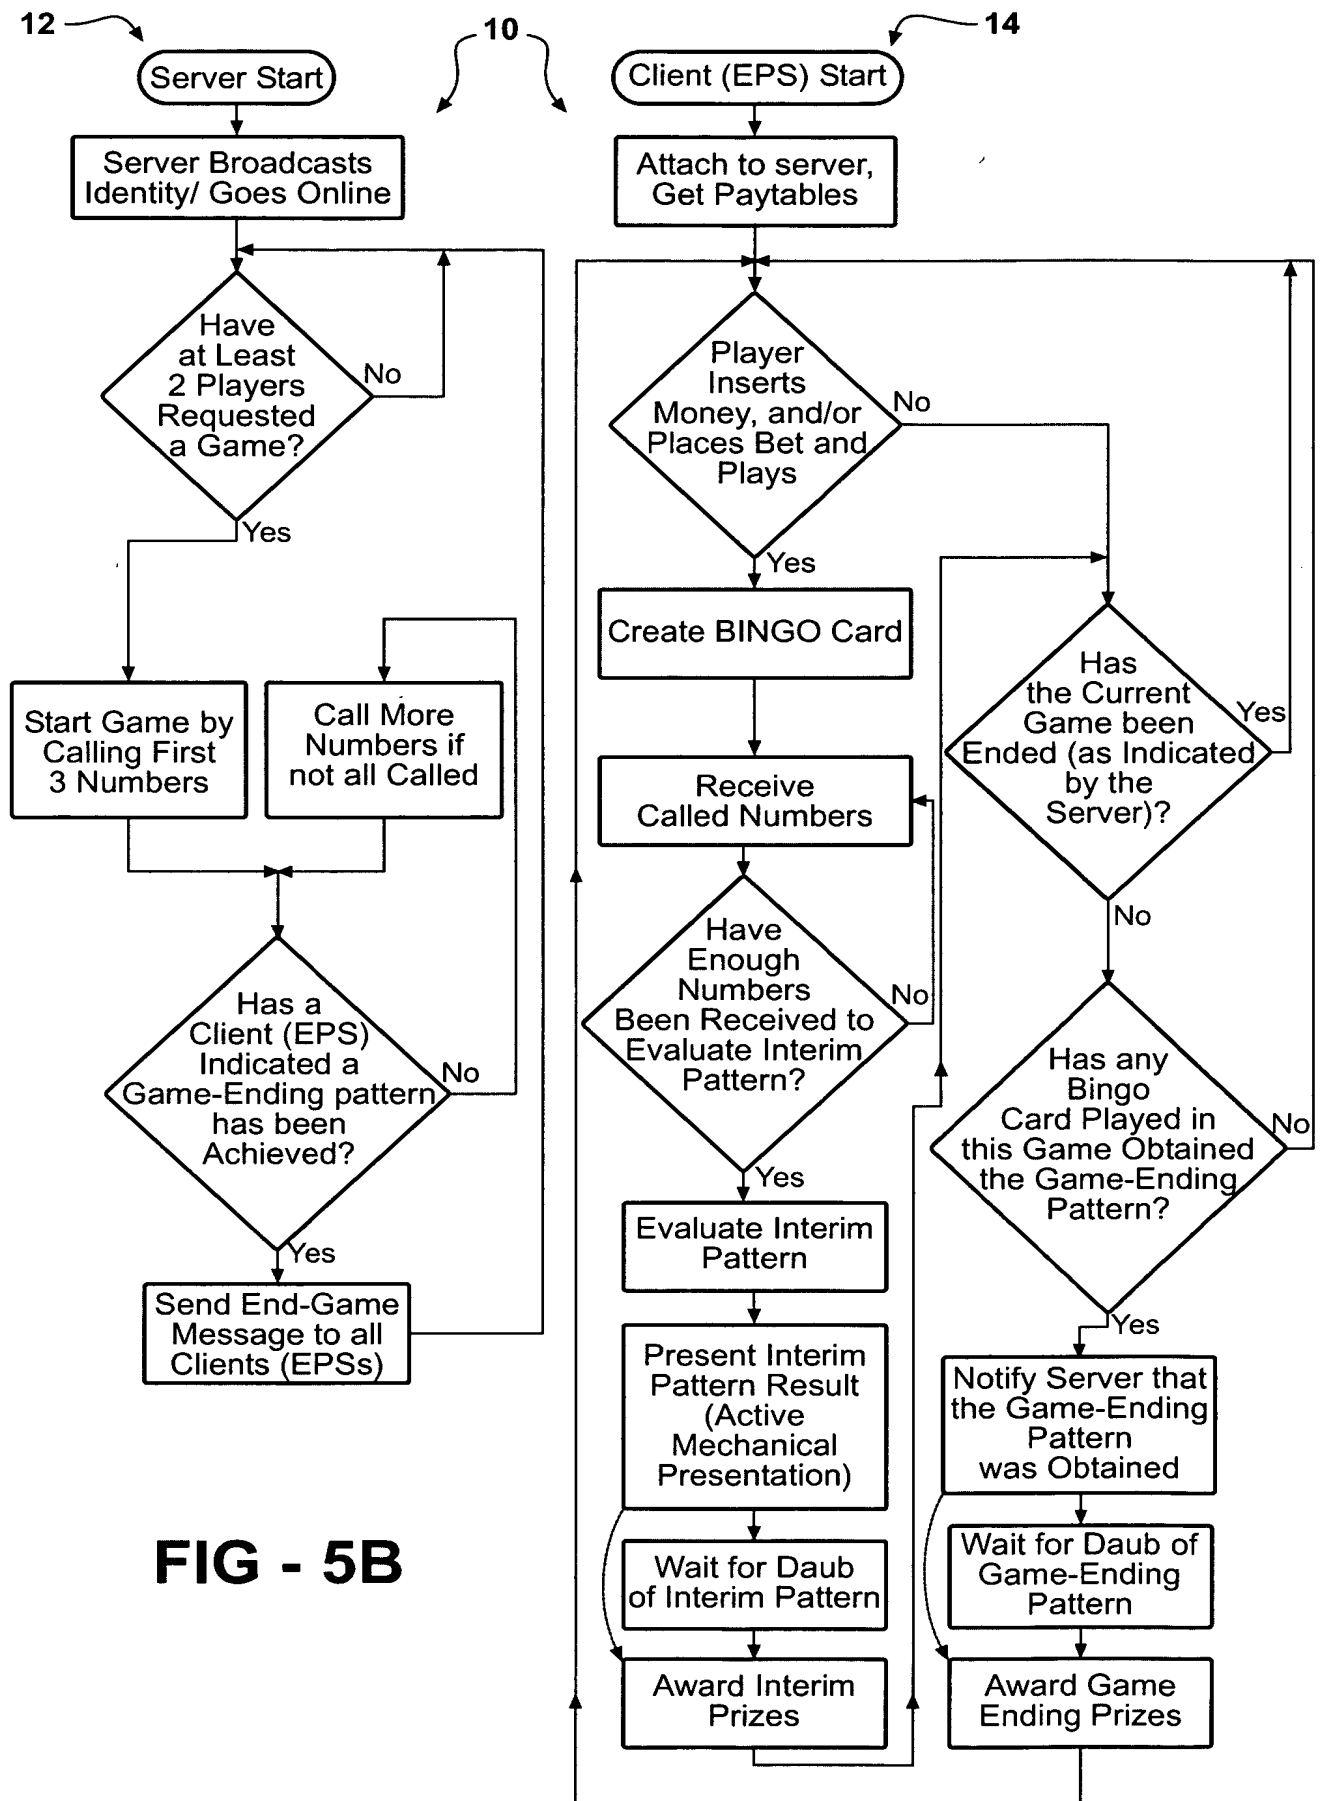 12
10
14
Server Start
Server Broadcasts
Identity/ Goes Online
Have
at Least
2 Players
Requested
a Game?
No
Yes
Start Game by
Calling First
3 Numbers
Call More
Numbers if
not all Called
Has a
Client (EPS)
Indicated a
Game-Ending pattern
has been
Achieved?
No
Yes
Send End-Game
Message to all
Clients (EPSs)
Client (EPS) Start
Attach to server,
Get Paytables
Player
Inserts
Money, and/or
Places Bet and
Plays
No
Yes
Create BINGO Card
Receive
Called Numbers
Have
Enough
Numbers
Been Received to
Evaluate Interim
Pattern?
No
Yes
Evaluate Interim
Pattern
Present Interim
Pattern Result
(Active
Mechanical
Presentation)
Wait for Daub
of Interim Pattern
Award Interim
Prizes
Has
the Current
Game been
Ended (as Indicated
by the
Server)?
Yes
No
Has any
Bingo
Card Played in
this Game Obtained
the Game-Ending
Pattern?
No
Yes
Notify Server that
the Game-Ending
Pattern
was Obtained
Wait for Daub of
Game-Ending
Pattern
Award Game
Ending Prizes
FIG - 5B